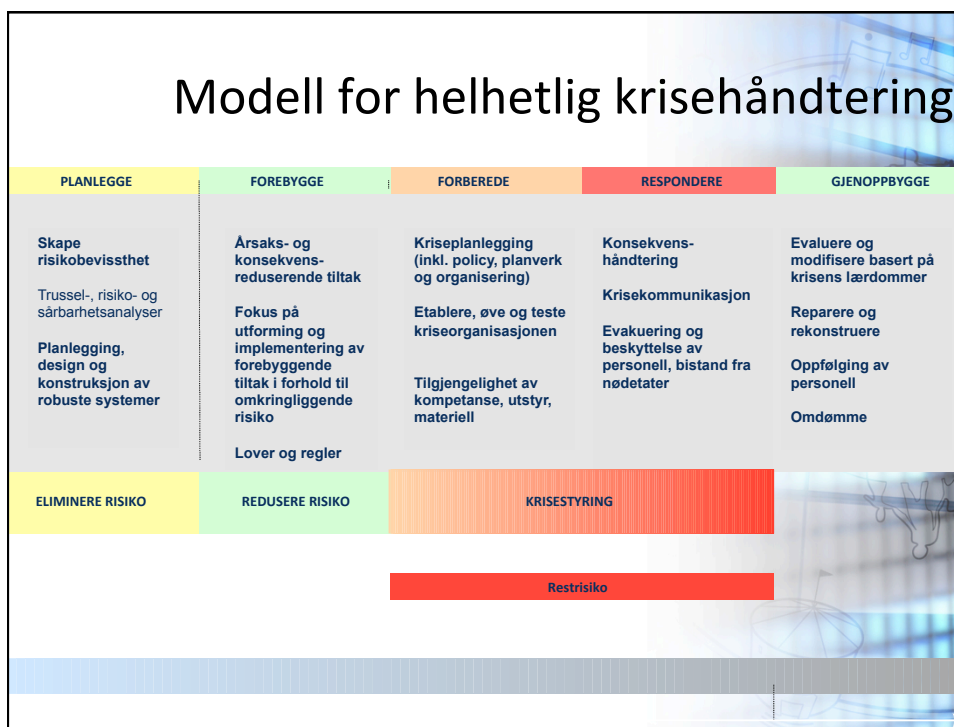 Modell for helhetlig krisehåndtering
PLANLEGGE
FOREBYGGE
FORBEREDE
RESPONDERE
GJENOPPBYGGE
Skape
risikobevissthet
Trussel-, risiko- og
sårbarhetsanalyser
Planlegging,
design og
konstruksjon av
robuste systemer
Årsaks- og
konsekvens-
reduserende tiltak
Fokus på
utforming og
implementering av
forebyggende
tiltak i forhold til
omkringliggende
risiko
Lover og regler
Kriseplanlegging
(inkl. policy, planverk
og organisering)
Etablere, øve og teste
kriseorganisasjonen
Tilgjengelighet av
kompetanse, utstyr,
materiell
Konsekvens-
håndtering
Krisekommunikasjon
Evakuering og
beskyttelse av
personell, bistand fra
nødetater
Evaluere og
modifisere basert på
krisens lærdommer
Reparere og
rekonstruere
Oppfølging av
personell
Omdømme
ELIMINERE RISIKO
REDUSERE RISIKO
KRISESTYRING
Restrisiko